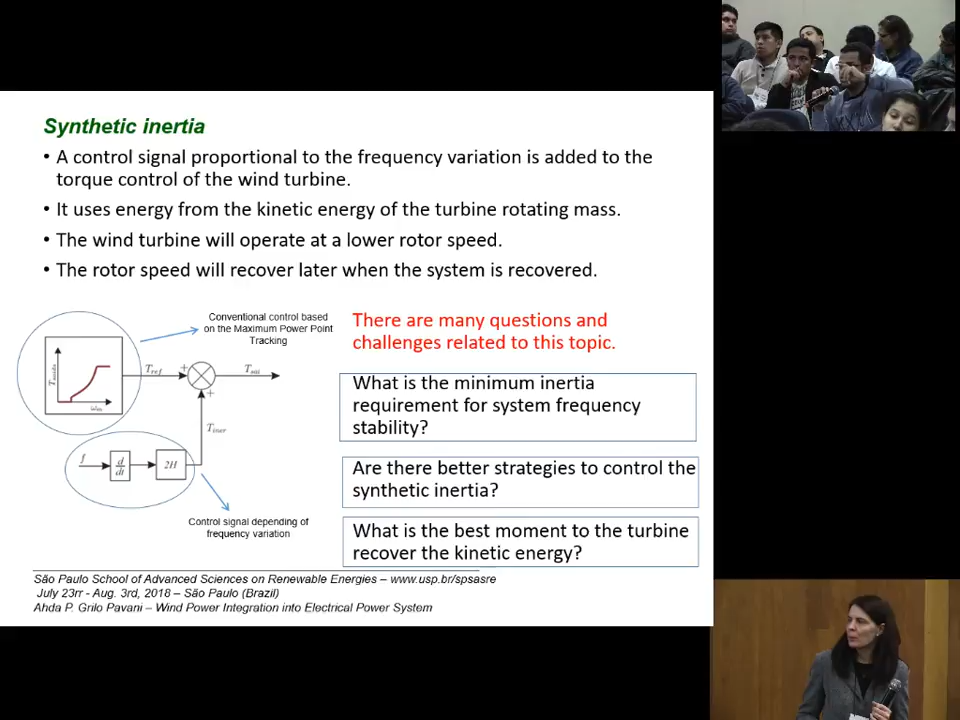 Synthetic inertia
• A control signal proportional to the frequency variation is added to the
torque control of the wind turbine.
• It uses energy from the kinetic energy of the turbine rotating mass.
• The wind turbine will operate at a lower rotor speed.
• The rotor speed will recover later when the system is recovered.
Conventional control based
on the Maximum Power Point
Tracking
There are many questions and
challenges related to this topic.
T_ref
+
T_sai
+
What is the minimum inertia
requirement for system frequency
stability?
T_iner
f
d
dt
2H
Are there better strategies to control the
synthetic inertia?
Control signal depending of
frequency variation
What is the best moment to the turbine
recover the kinetic energy?
São Paulo School of Advanced Sciences on Renewable Energies – www.usp.br/spsasre
July 23rr - Aug. 3rd, 2018 – São Paulo (Brazil)
Ahda P. Grilo Pavani – Wind Power Integration into Electrical Power System